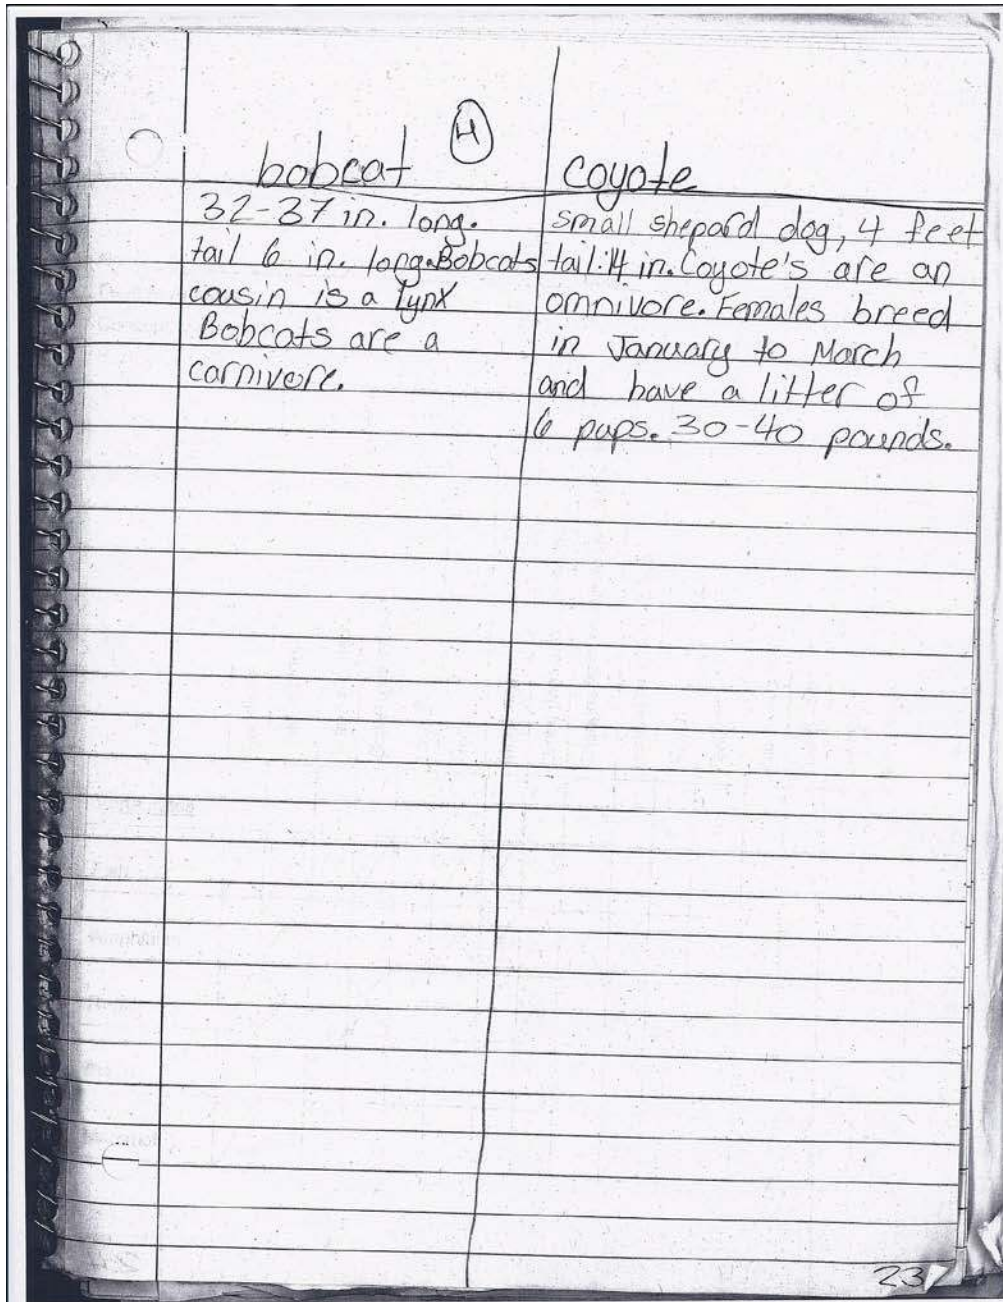 4
bobcat
32-37 in. long.
tail 6 in. long. Bobcats
cousin is a lynx
Bobcats are a
carnivore.
coyote
small shepard dog, 4 feet
tail: 14 in. Coyote's are an
omnivore. Females breed
in January to March
and have a litter of
6 pups. 30-40 pounds.
23